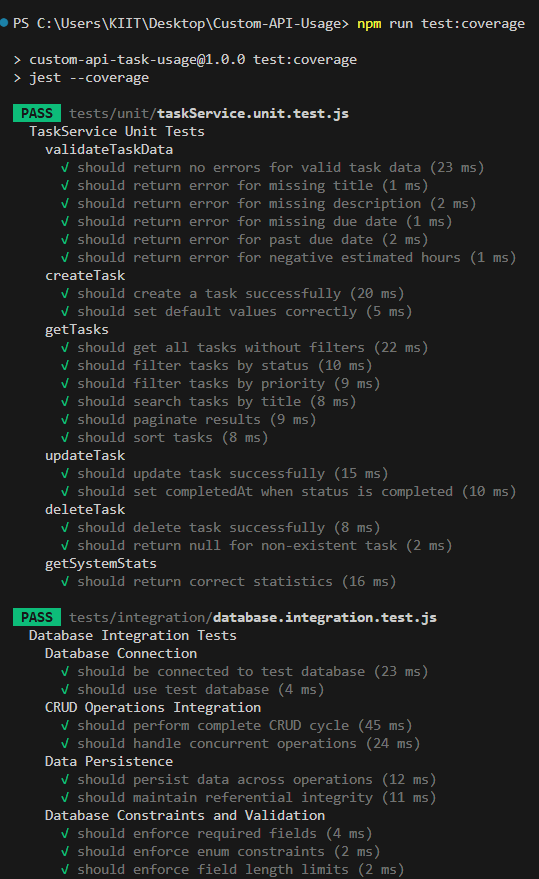 PS C:\Users\KIIT\Desktop\Custom-API-Usage> npm run test:coverage
> custom-api-task-usage@1.0.0 test:coverage
> jest --coverage
PASS tests/unit/taskService.unit.test.js
TaskService Unit Tests
validateTaskData
√ should return no errors for valid task data (23 ms)
√ should return error for missing title (1 ms)
√ should return error for missing description (2 ms)
√ should return error for missing due date (1 ms)
√ should return error for past due date (2 ms)
√ should return error for negative estimated hours (1 ms)
createTask
√ should create a task successfully (20 ms)
√ should set default values correctly (5 ms)
getTasks
√ should get all tasks without filters (22 ms)
√ should filter tasks by status (10 ms)
√ should filter tasks by priority (9 ms)
√ should search tasks by title (8 ms)
√ should paginate results (9 ms)
√ should sort tasks (8 ms)
updateTask
√ should update task successfully (15 ms)
√ should set completedAt when status is completed (10 ms)
deleteTask
√ should delete task successfully (8 ms)
√ should return null for non-existent task (2 ms)
getSystemStats
√ should return correct statistics (16 ms)
PASS tests/integration/database.integration.test.js
Database Integration Tests
Database Connection
√ should be connected to test database (23 ms)
√ should use test database (4 ms)
CRUD Operations Integration
√ should perform complete CRUD cycle (45 ms)
√ should handle concurrent operations (24 ms)
Data Persistence
√ should persist data across operations (12 ms)
√ should maintain referential integrity (11 ms)
Database Constraints and Validation
√ should enforce required fields (4 ms)
√ should enforce enum constraints (2 ms)
√ should enforce field length limits (2 ms)